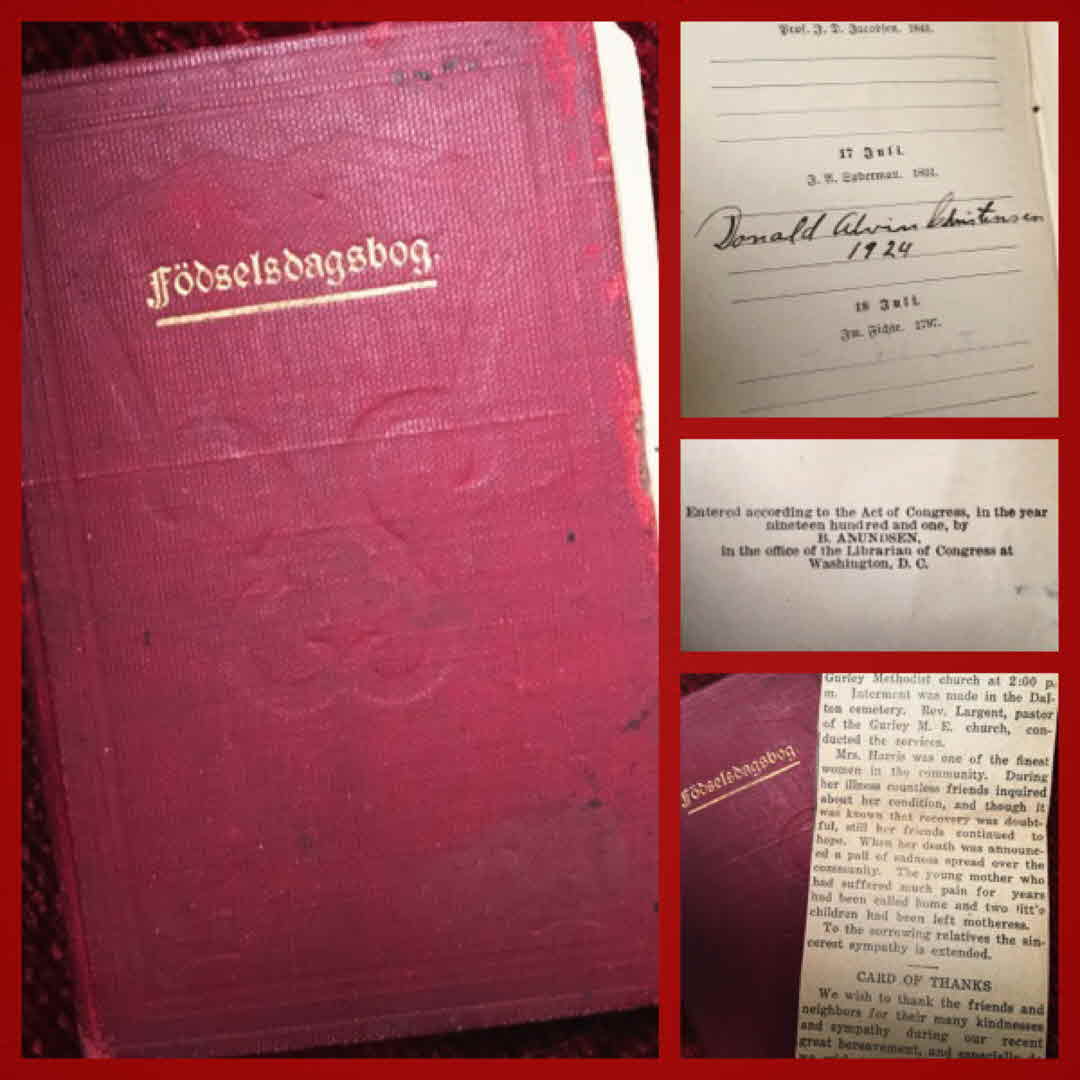 Födselsdagsbog.
Prof. J. D. Jacobsen. 1842.
17 Juli.
1924
Donald Alvin Christensen
18 Juli.
Im. Fichte. 1797.
Entered according to the Act of Congress, in the year
nineteen hundred and one, by
B. ANUNDSEN,
in the office of the Librarian of Congress at
Washington, D. C.
Födselsdagsbog
Gurley Methodist church at 2:00 p.
m. Interment was made in the Dal-
ton cemetery. Rev. Largent, pastor
of the Gurley M. E. church, con-
ducted the services.
Mrs. Harris was one of the finest
women in the community. During
her illness countless friends inquired
about her condition, and though it
was known that recovery was doubt-
ful, still her friends continued to
hope. When her death was announc-
ed a pall of sadness spread over the
community. The young mother who
had suffered much pain for years
had been called home and two litt'e
children had been left motheress.
To the sorrowing relatives the sin-
cerest sympathy is extended.
CARD OF THANKS
We wish to thank the friends and
neighbors for their many kindnesses
and sympathy during our recent
great bereavement, and especially do